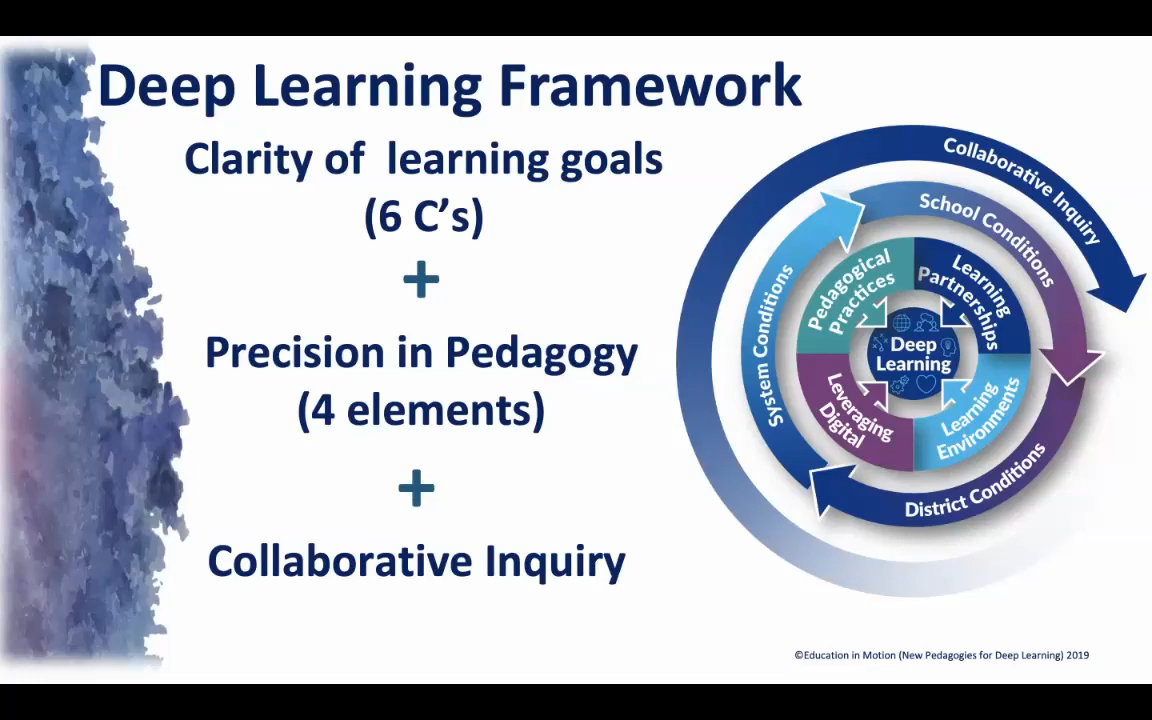 Deep Learning Framework
Clarity of learning goals
(6 C’s)
+
Precision in Pedagogy
(4 elements)
+
Collaborative Inquiry
Collaborative Inquiry
School Conditions
System Conditions
District Conditions
Pedagogical
Practices
Learning
Partnerships
Deep
Learning
Leveraging
Digital
Learning
Environments
©Education in Motion (New Pedagogies for Deep Learning) 2019